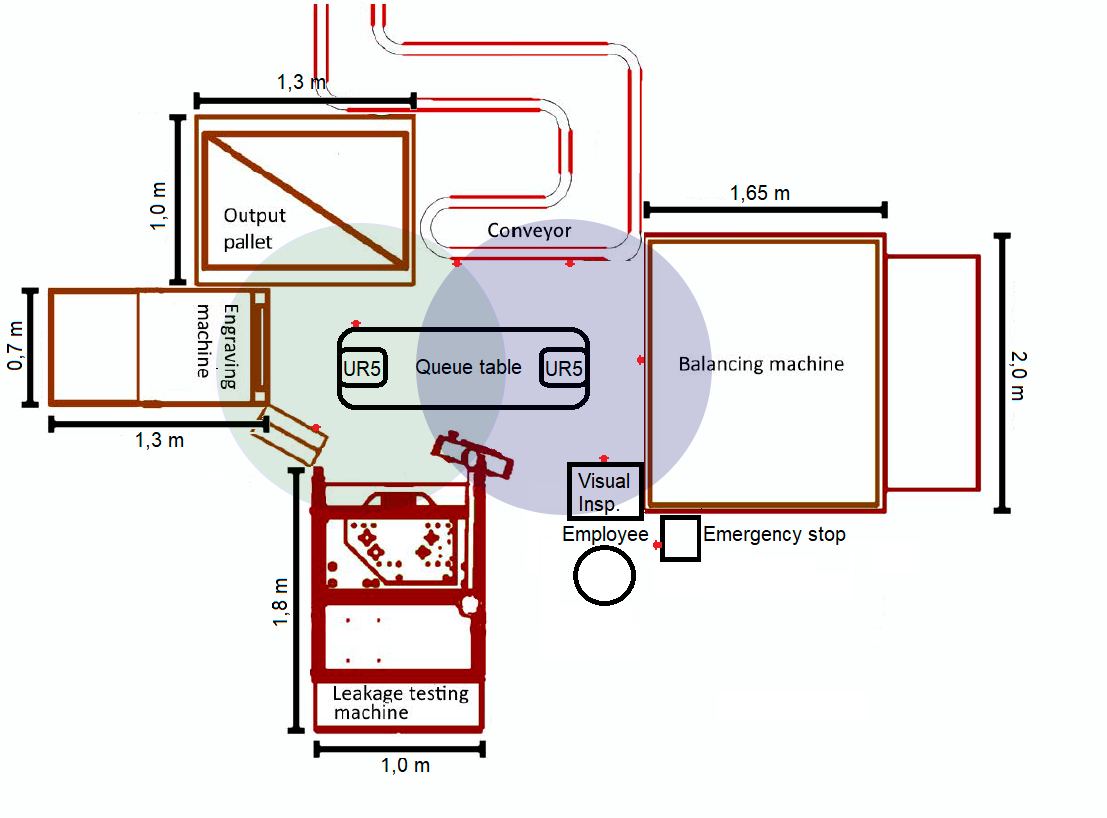 1,3 m
1,0 m
Output
pallet
Conveyor
1,65 m
Engraving
machine
0,7 m
1,3 m
UR5
Queue table
UR5
Balancing machine
2,0 m
Visual
Insp.
Employee
Emergency stop
1,8 m
Leakage testing
machine
1,0 m